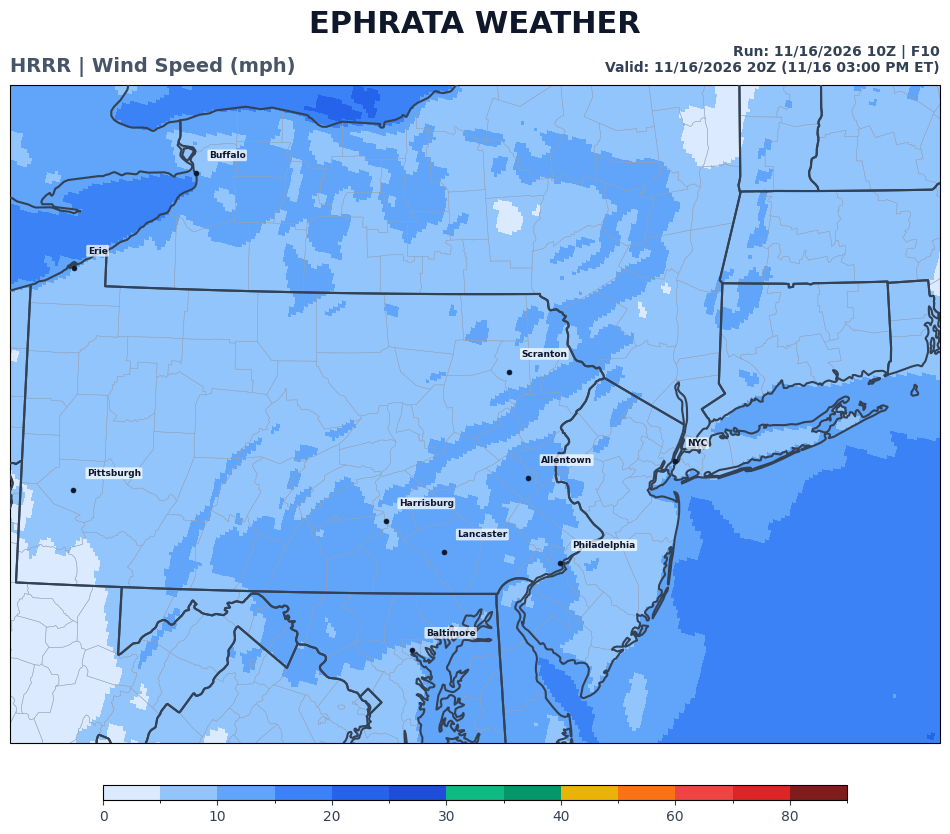 EPHRATA WEATHER
HRRR | Wind Speed (mph)
Run: 11/16/2026 10Z | F10
Valid: 11/16/2026 20Z (11/16 03:00 PM ET)
Buffalo
Erie
Scranton
NYC
Allentown
Pittsburgh
Harrisburg
Lancaster
Philadelphia
Baltimore
0 10 20 30 40 60 80